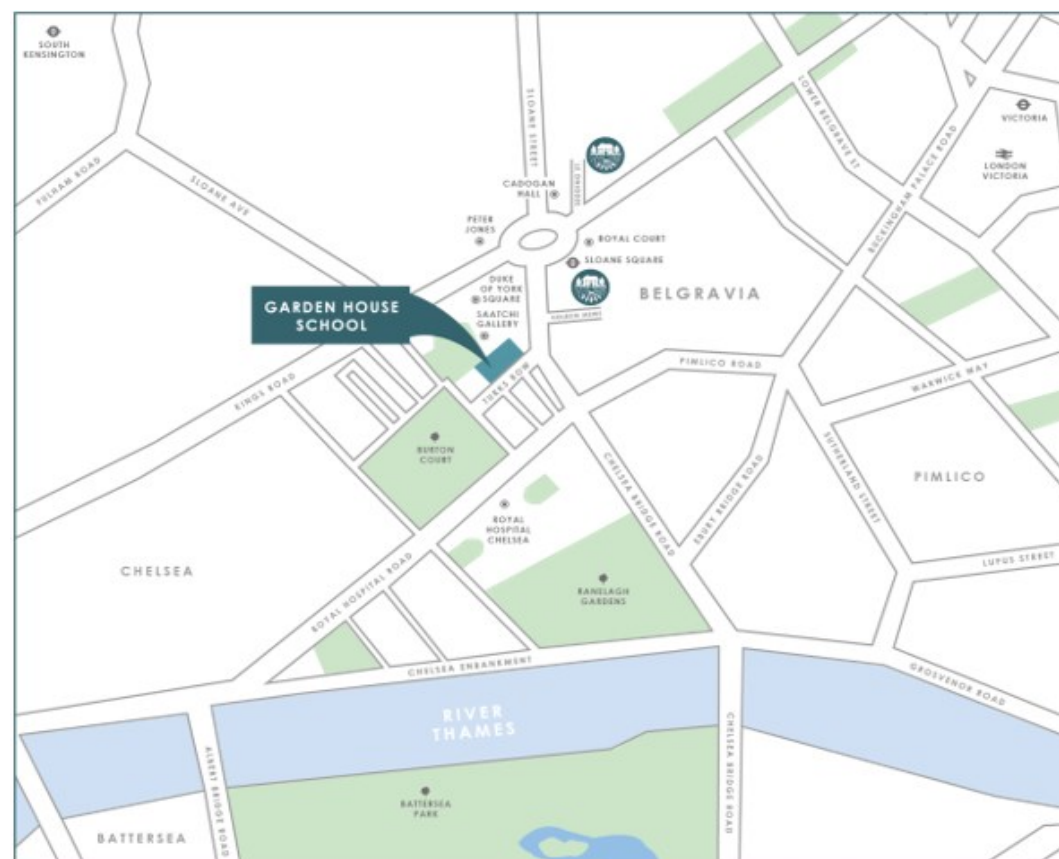 SOUTH
KENSINGTON
FULHAM ROAD
SLOANE AVE
SLOANE STREET
LOWER BELGRAVE ST
BUCKINGHAM PALACE ROAD
VICTORIA
LONDON
VICTORIA
CADOGAN
HALL
PETER
JONES
ROYAL COURT
SLOANE SQUARE
DUKE
OF YORK
SQUARE
SAATCHI
GALLERY
GARDEN HOUSE
SCHOOL
BELGRAVIA
TURKS ROW
PIMLICO ROAD
WARWICK WAY
KINGS ROAD
BURTON
COURT
CHELSEA BRIDGE ROAD
EBURY BRIDGE ROAD
SUTHERLAND STREET
PIMLICO
ROYAL
HOSPITAL
CHELSEA
CHELSEA
ROYAL HOSPITAL ROAD
RANELAGH
GARDENS
LUPUS STREET
CHELSEA EMBANKMENT
GROSVENOR ROAD
RIVER
THAMES
ALBERT BRIDGE ROAD
CHELSEA BRIDGE ROAD
BATTERSEA
PARK
BATTERSEA